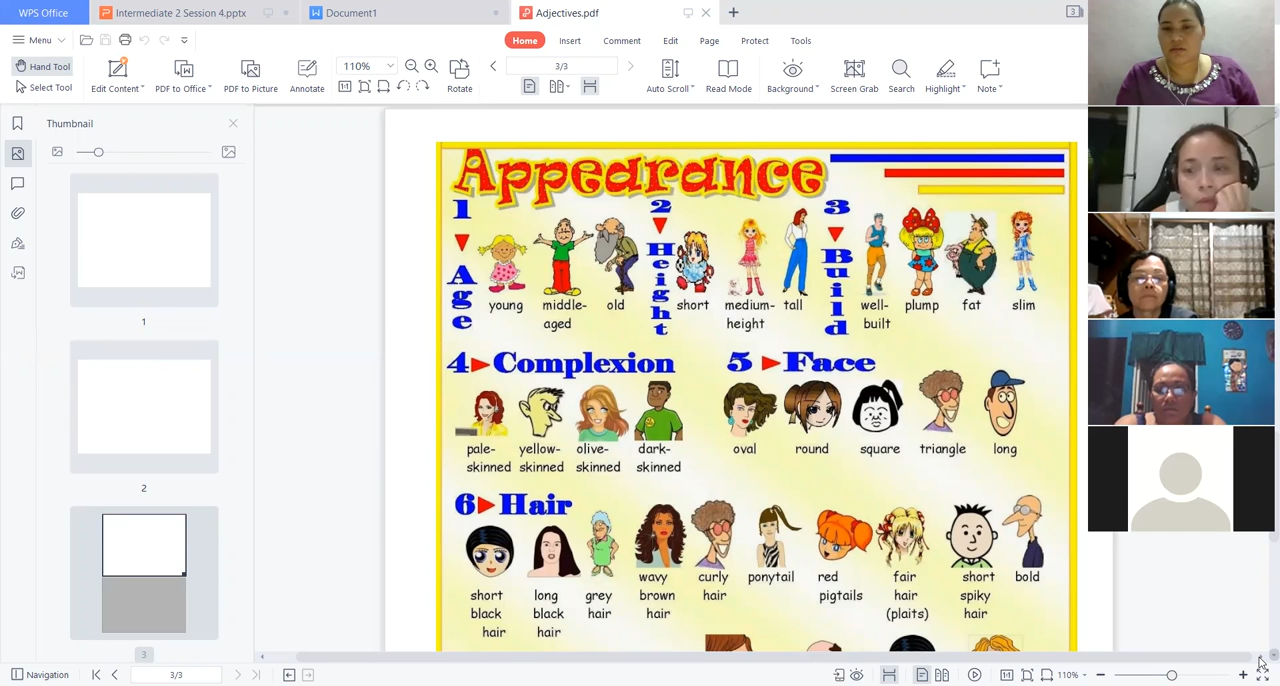 WPS Office
Intermediate 2 Session 4.pptx
Document1
Adjectives.pdf
3
Menu
Home
Insert
Comment
Edit
Page
Protect
Tools
Hand Tool
Select Tool
Edit Content
PDF to Office
PDF to Picture
Annotate
110%
Rotate
3/3
Auto Scroll
Read Mode
Background
Screen Grab
Search
Highlight
Note
Thumbnail
1
2
3
Appearance
1
Age
young
middle-
aged
old
2
Height
short
medium-
height
tall
3
Build
well-
built
plump
fat
slim
4 Complexion
pale-
skinned
yellow-
skinned
olive-
skinned
dark-
skinned
5 Face
oval
round
square
triangle
long
6 Hair
short
black
hair
long
black
hair
grey
hair
wavy
brown
hair
curly
hair
ponytail
red
pigtails
fair
hair
(plaits)
short
spiky
hair
bold
Navigation
3/3
110%